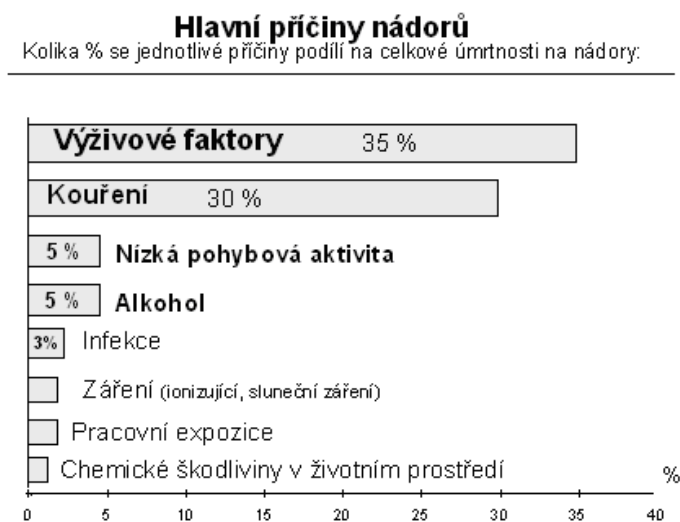 Hlavní příčiny nádorů
Kolika % se jednotlivé příčiny podílí na celkové úmrtnosti na nádory:
Výživové faktory 35 %
Kouření 30 %
5 % Nízká pohybová aktivita
5 % Alkohol
3% Infekce
Záření (ionizující, sluneční záření)
Pracovní expozice
Chemické škodliviny v životním prostředí %
0 5 10 15 20 25 30 35 40